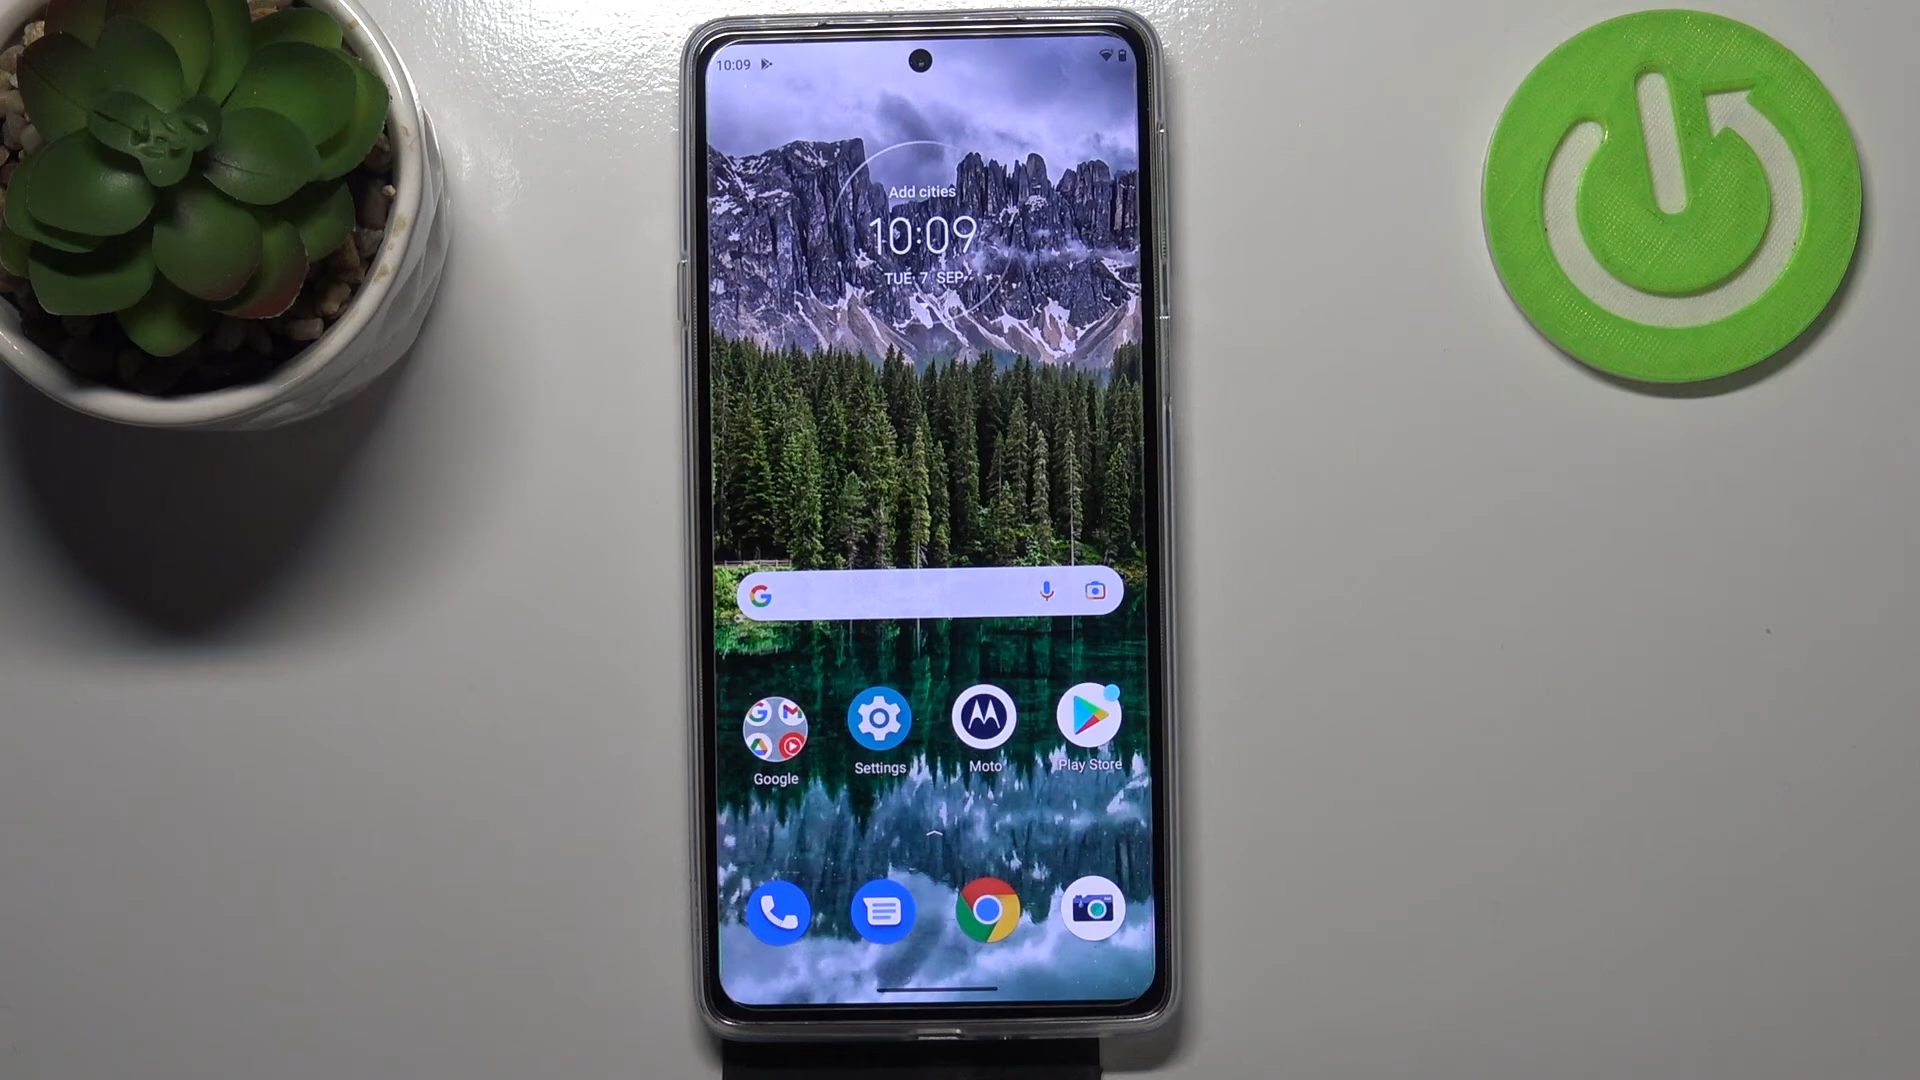 10:09
Add cities
10:09
TUE, 7 SEP
Google
Settings
Moto
Play Store